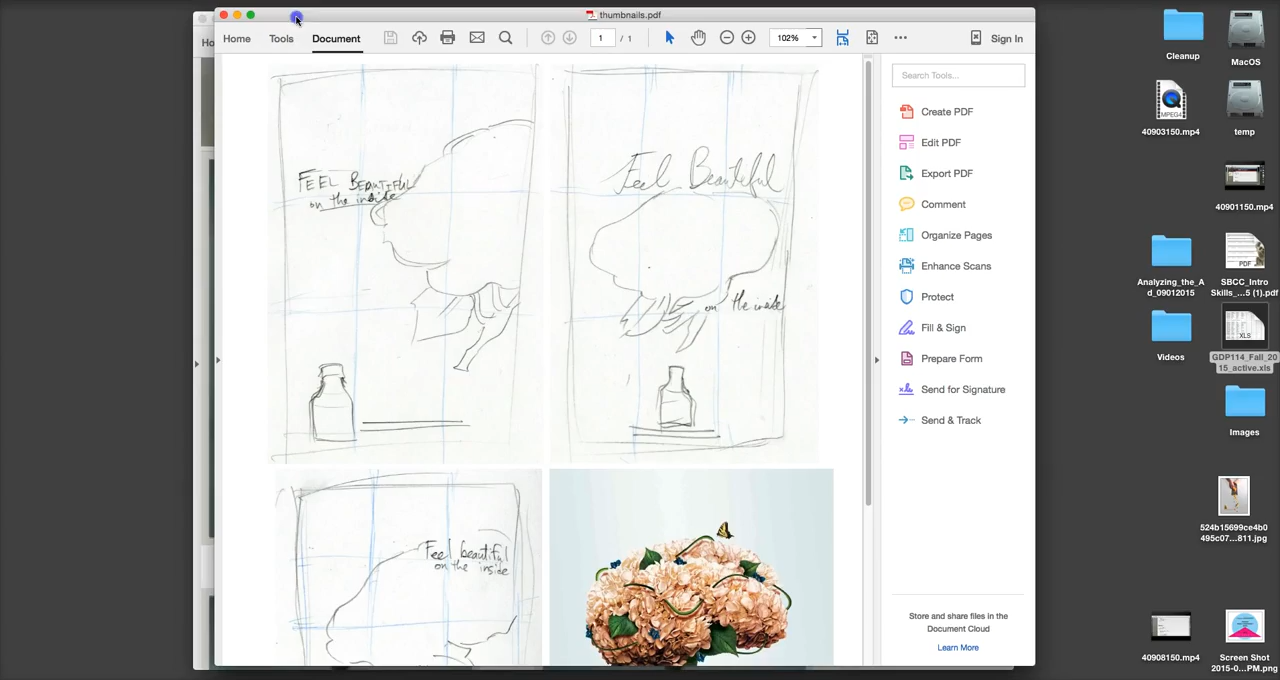 thumbnails.pdf
Ho
Home Tools Document 1 / 1 102% Sign In
Search Tools...
Create PDF
Edit PDF
Export PDF
Comment
Organize Pages
Enhance Scans
Protect
Fill & Sign
Prepare Form
Send for Signature
Send & Track
Store and share files in the
Document Cloud
Learn More
FEEL BEAUTIFUL
on the inside
Feel Beautiful
on the inside
Feel beautiful
on the inside
Cleanup
MacOS
40903150.mp4
temp
40901150.mp4
PDF
Analyzing_the_A
d_09012015
SBCC_Intro
Skills_...5 (1).pdf
XLS
Videos
GDP114_Fall_20
15_active.xls
Images
524b15699ce4b0
495c07...811.jpg
40908150.mp4
Screen Shot
2015-0...PM.png